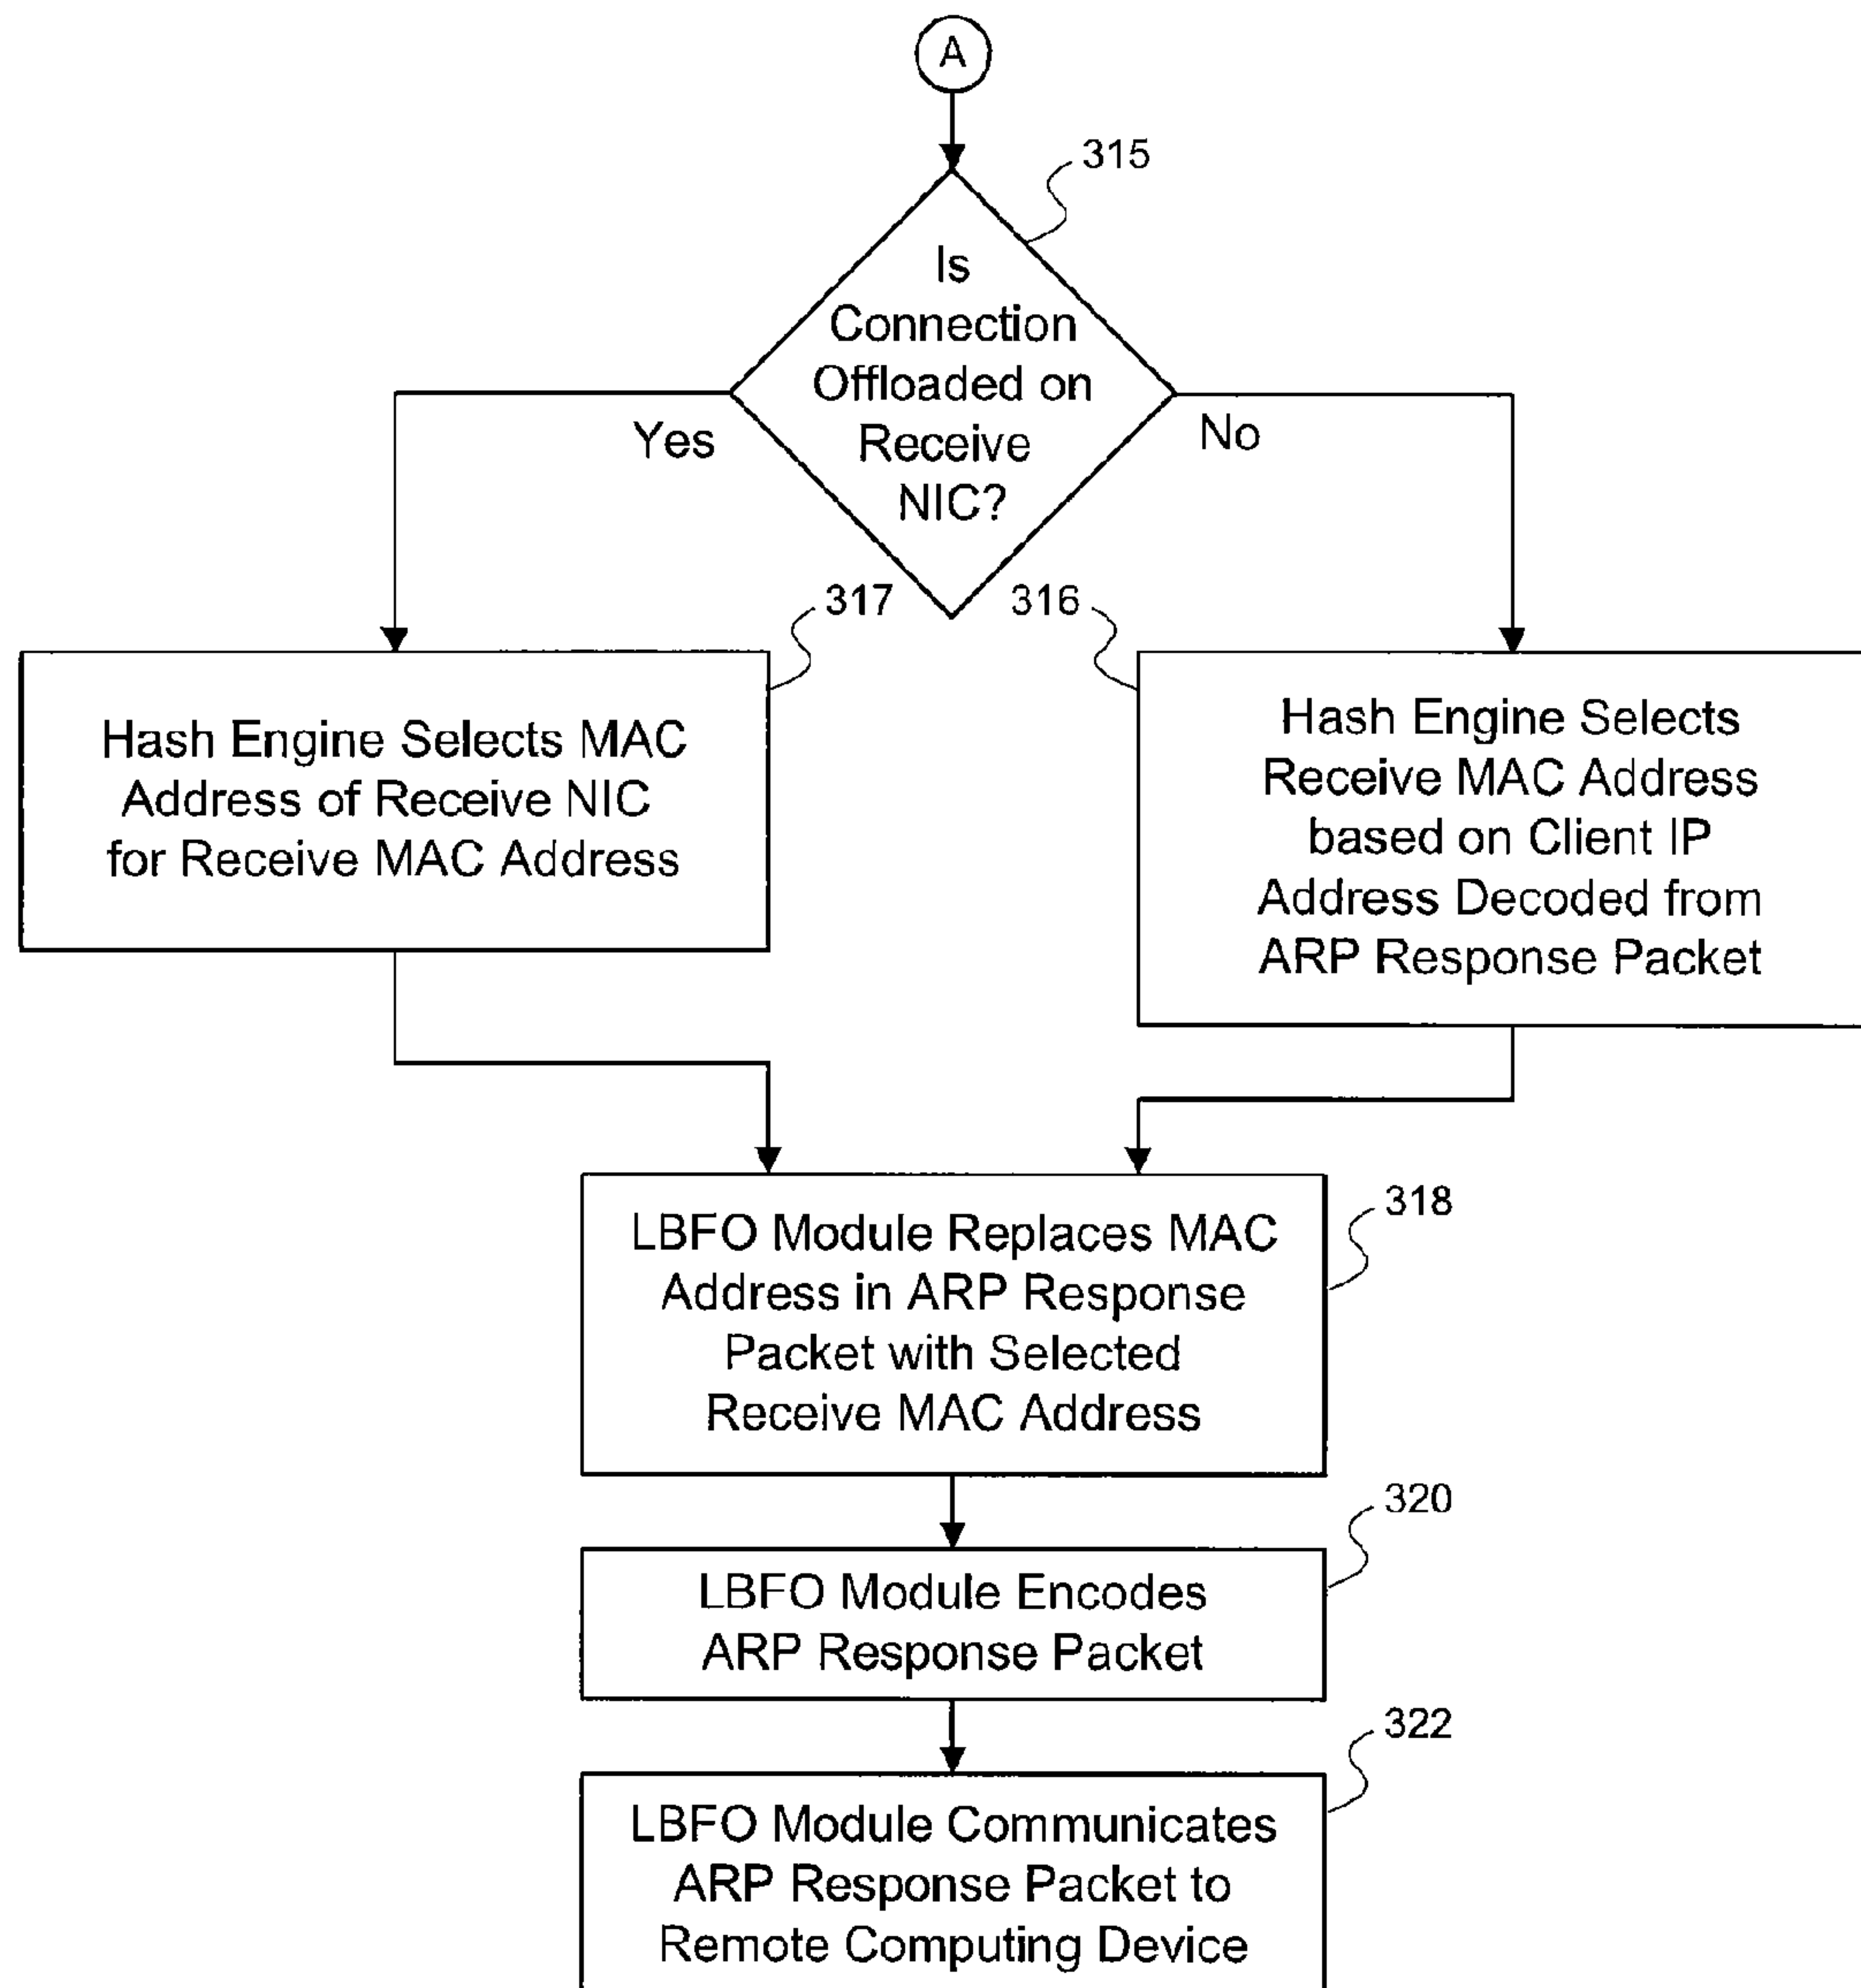 A
315
Is
Connection
Offloaded on
Receive
NIC?
Yes
No
317
316
Hash Engine Selects MAC
Address of Receive NIC
for Receive MAC Address
Hash Engine Selects
Receive MAC Address
based on Client IP
Address Decoded from
ARP Response Packet
318
LBFO Module Replaces MAC
Address in ARP Response
Packet with Selected
Receive MAC Address
320
LBFO Module Encodes
ARP Response Packet
322
LBFO Module Communicates
ARP Response Packet to
Remote Computing Device